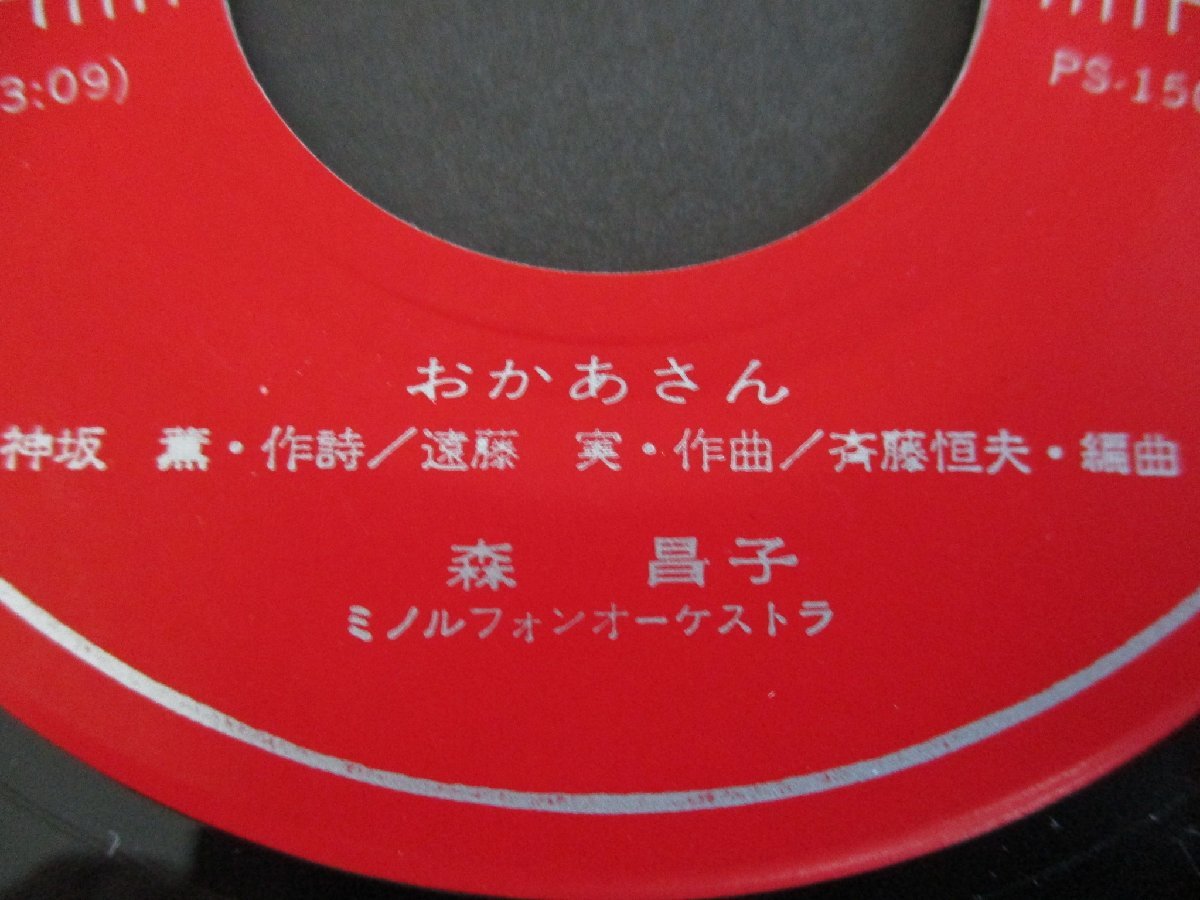 3:09)
PS-15
おかあさん
神坂 薫・作詩/遠藤 実・作曲/斉藤恒夫・編曲
森 昌子
ミノルフォンオーケストラ